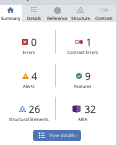 Summary Details Reference Structure Contrast
0 1
Errors Contrast Errors
4 9
Alerts Features
26 32
Structural Elements ARIA
View details ›